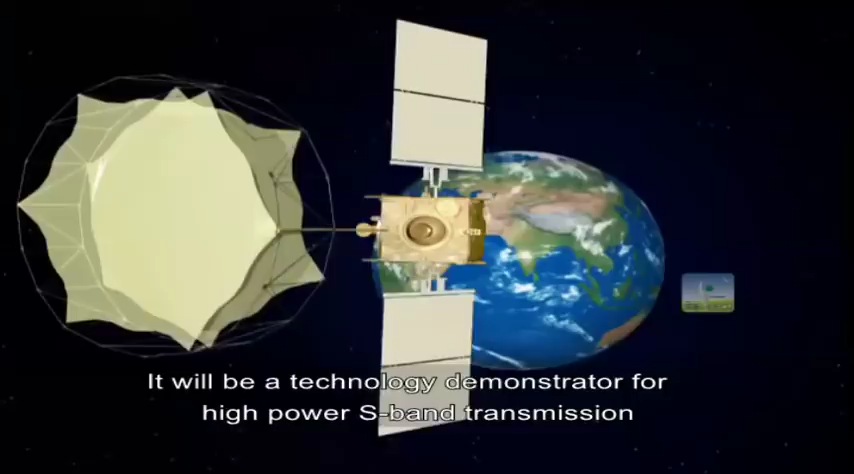 It will be a technology demonstrator for
high power S-band transmission